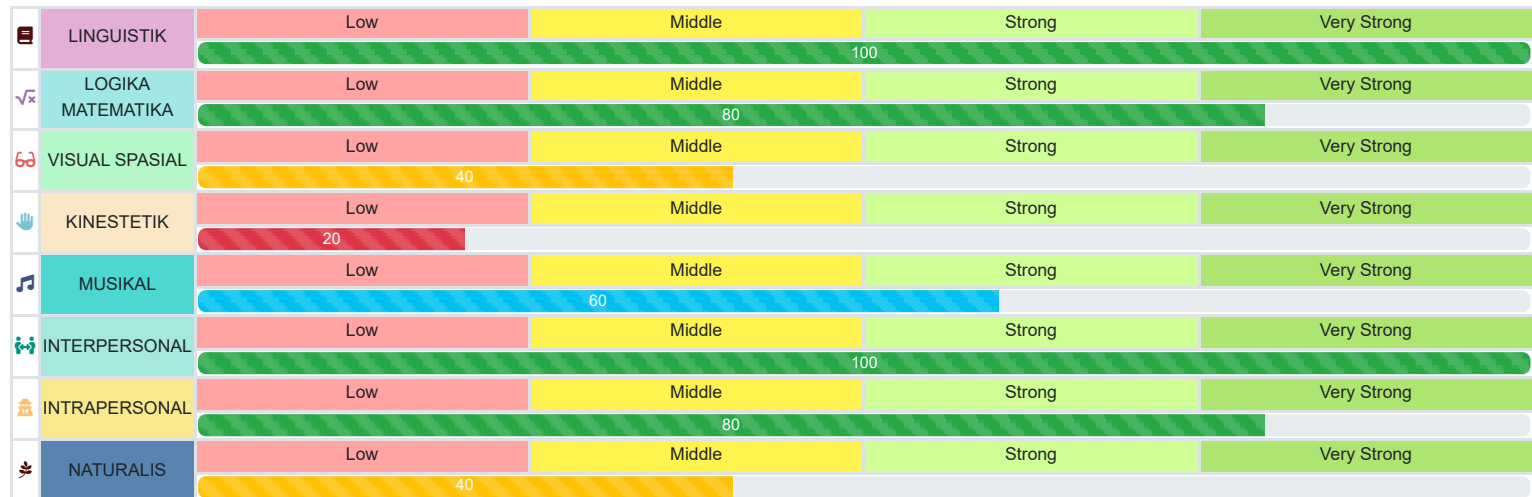 LINGUISTIK
Low Middle Strong Very Strong
100
LOGIKA
MATEMATIKA
Low Middle Strong Very Strong
80
VISUAL SPASIAL
Low Middle Strong Very Strong
40
KINESTETIK
Low Middle Strong Very Strong
20
MUSIKAL
Low Middle Strong Very Strong
60
INTERPERSONAL
Low Middle Strong Very Strong
100
INTRAPERSONAL
Low Middle Strong Very Strong
80
NATURALIS
Low Middle Strong Very Strong
40